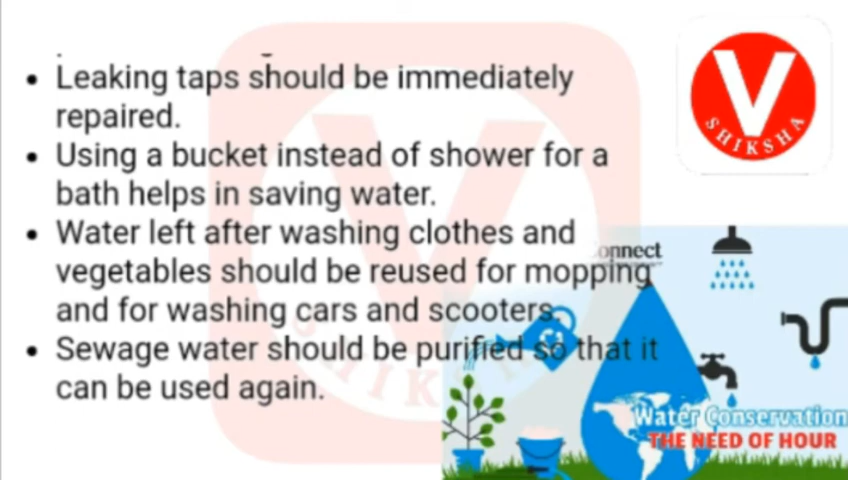 Leaking taps should be immediately
repaired.
Using a bucket instead of shower for a
bath helps in saving water.
Water left after washing clothes and
vegetables should be reused for mopping
and for washing cars and scooters.
Sewage water should be purified so that it
can be used again.
V
SHIKSHA
onnect
Water Conservation
THE NEED OF HOUR
V
SHIKSHA